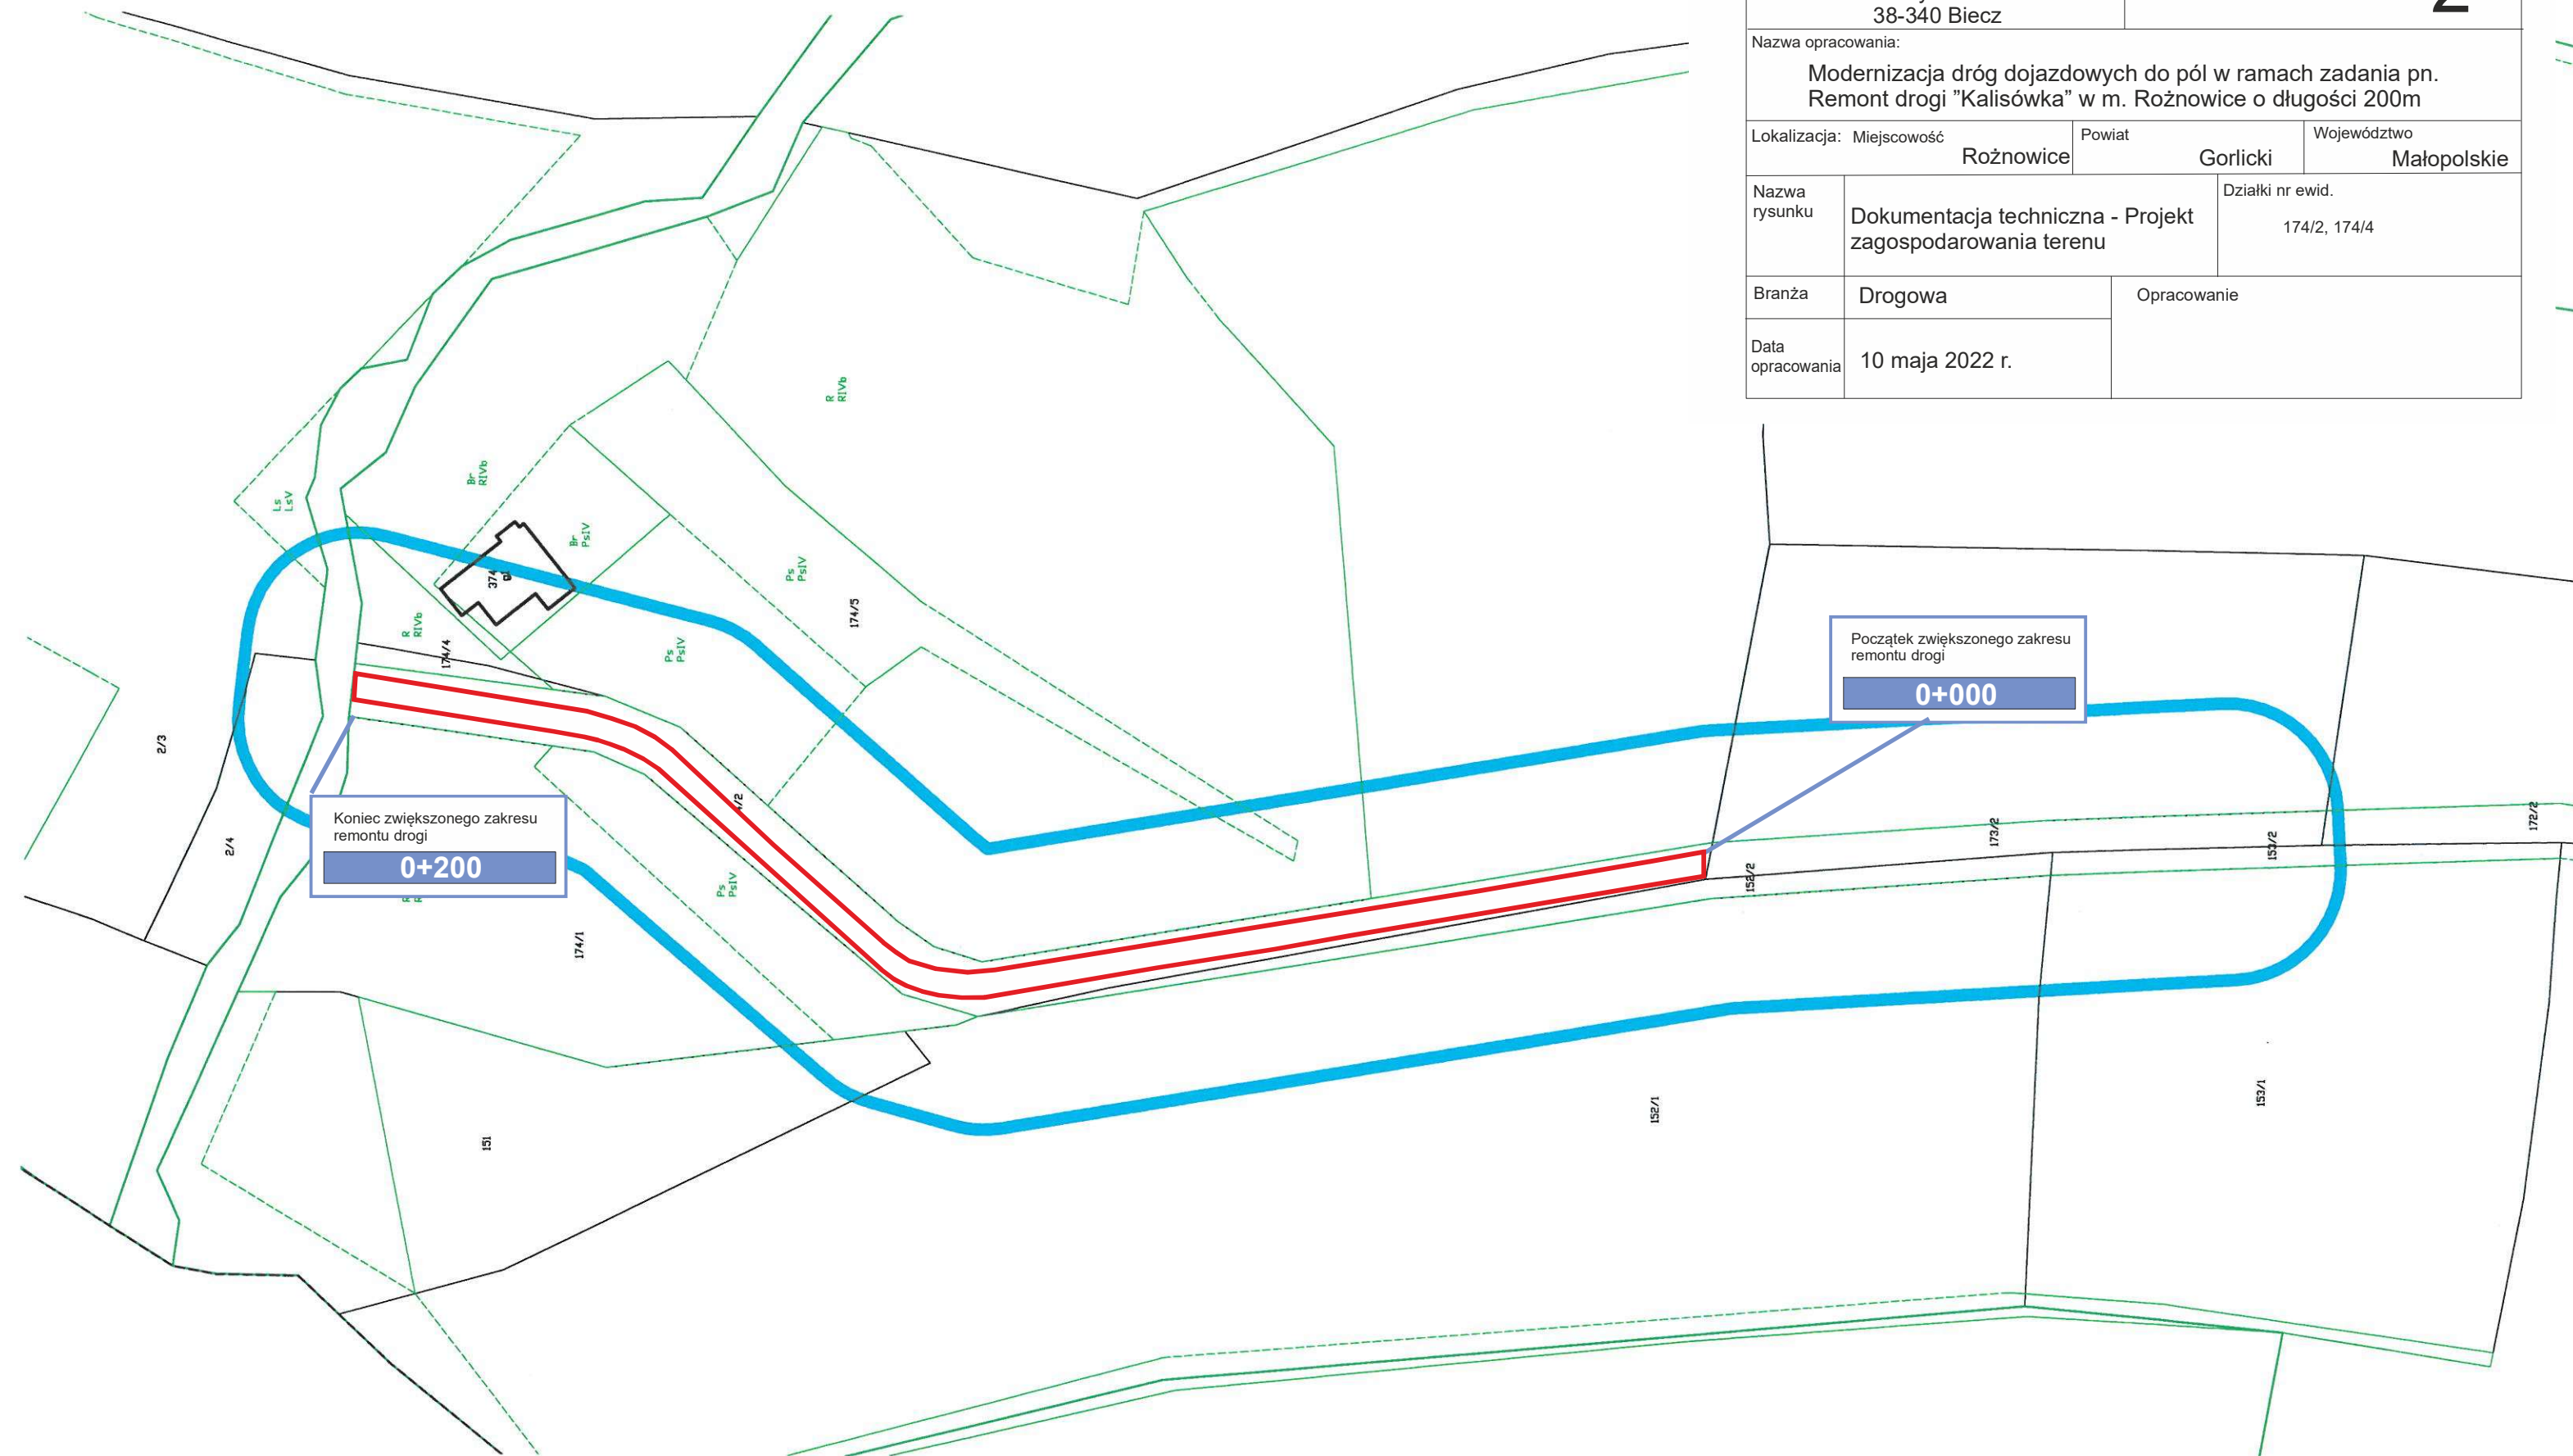 38-340 Biecz
Nazwa opracowania:
Modernizacja dróg dojazdowych do pól w ramach zadania pn.
Remont drogi ”Kalisówka” w m. Rożnowice o długości 200m
Lokalizacja: Miejscowość
Rożnowice
Powiat
Gorlicki
Województwo
Małopolskie
Nazwa
rysunku
Dokumentacja techniczna - Projekt
zagospodarowania terenu
Działki nr ewid.
174/2, 174/4
Branża
Drogowa
Opracowanie
Data
opracowania
10 maja 2022 r.
R
RIVb
Br
RIVb
Ls
LsV
Br
PsIV
374
Ps
PsIV
174/5
R
RIVb
174/4
Ps
PsIV
Początek zwiększonego zakresu
remontu drogi
0+000
2/3
2/4
Koniec zwiększonego zakresu
remontu drogi
0+200
/2
Ps
PsIV
174/1
173/2
152/2
153/2
172/2
151
152/1
153/1